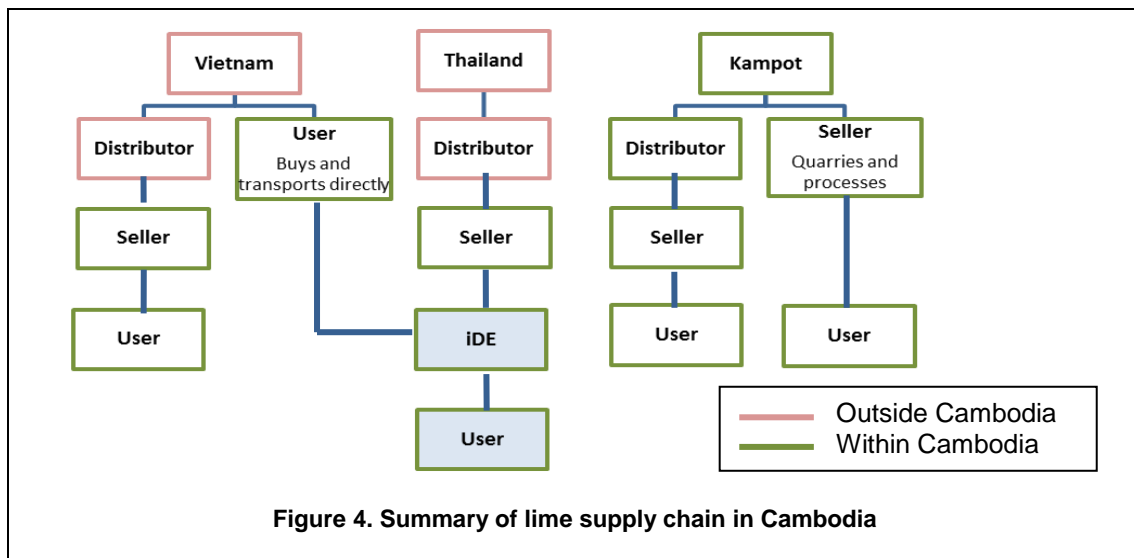 Vietnam
Thailand
Kampot
Distributor
User
Buys and
transports directly
Distributor
Distributor
Seller
Quarries and
processes
Seller
Seller
Seller
User
iDE
User
User
User
Outside Cambodia
Within Cambodia
Figure 4. Summary of lime supply chain in Cambodia